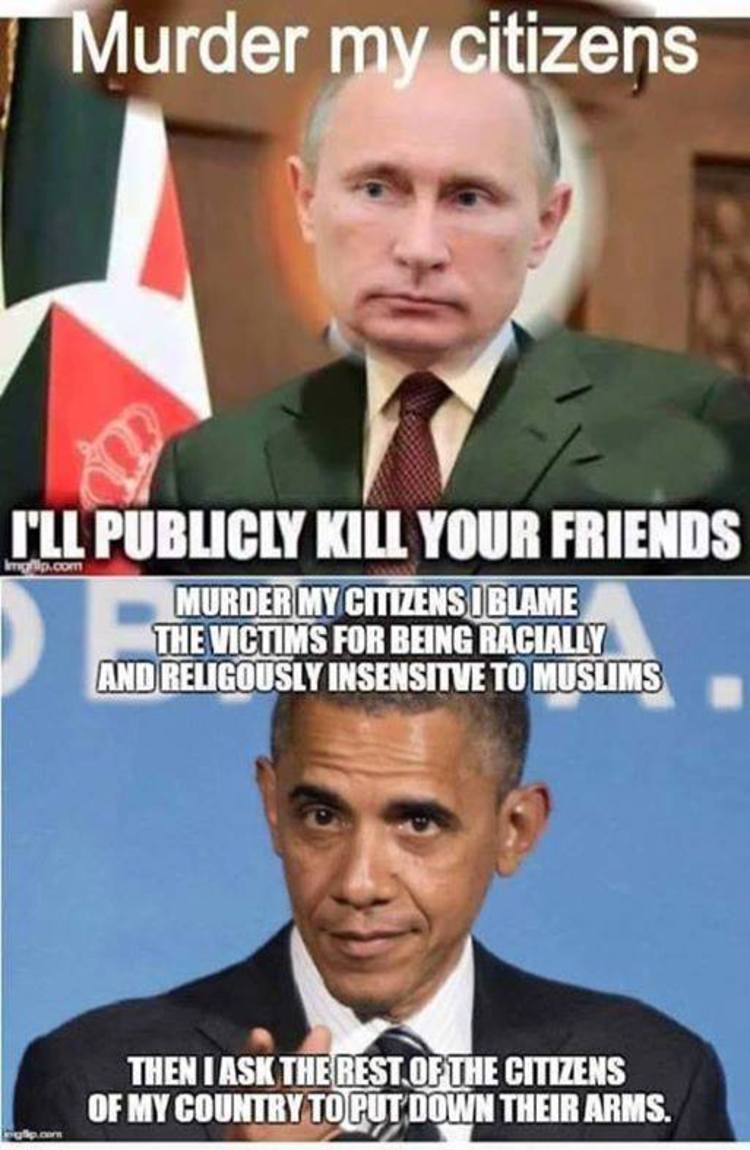 Murder my citizens
I'LL PUBLICLY KILL YOUR FRIENDS
imgflip.com
MURDER MY CITIZENS I BLAME
THE VICTIMS FOR BEING RACIALLY
AND RELIGOUSLY INSENSITVE TO MUSLIMS
THEN I ASK THE REST OF THE CITIZENS
OF MY COUNTRY TO PUT DOWN THEIR ARMS.
imgflip.com